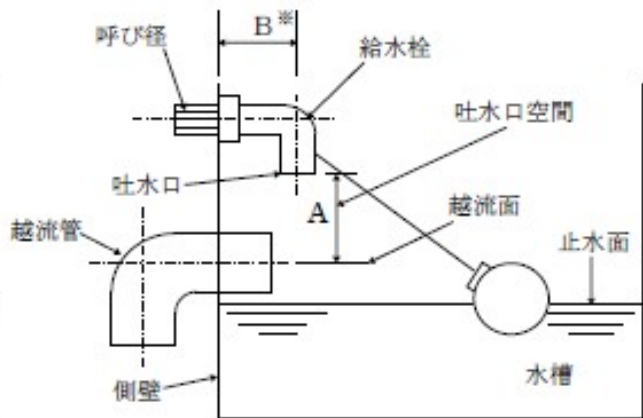 呼び径
B※
給水栓
吐水口空間
吐水口
A
越流面
越流管
止水面
側壁
水槽